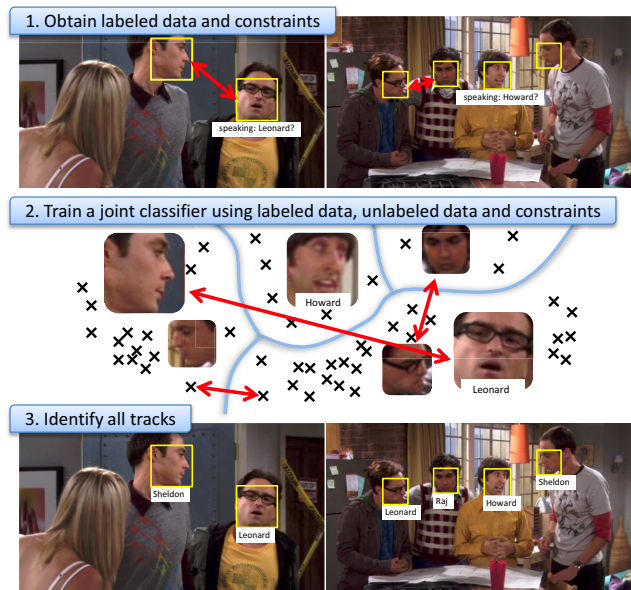 1. Obtain labeled data and constraints
speaking: Leonard?
speaking: Howard?
2. Train a joint classifier using labeled data, unlabeled data and constraints
Howard
Leonard
3. Identify all tracks
Sheldon
Leonard
Leonard
Raj
Howard
Sheldon